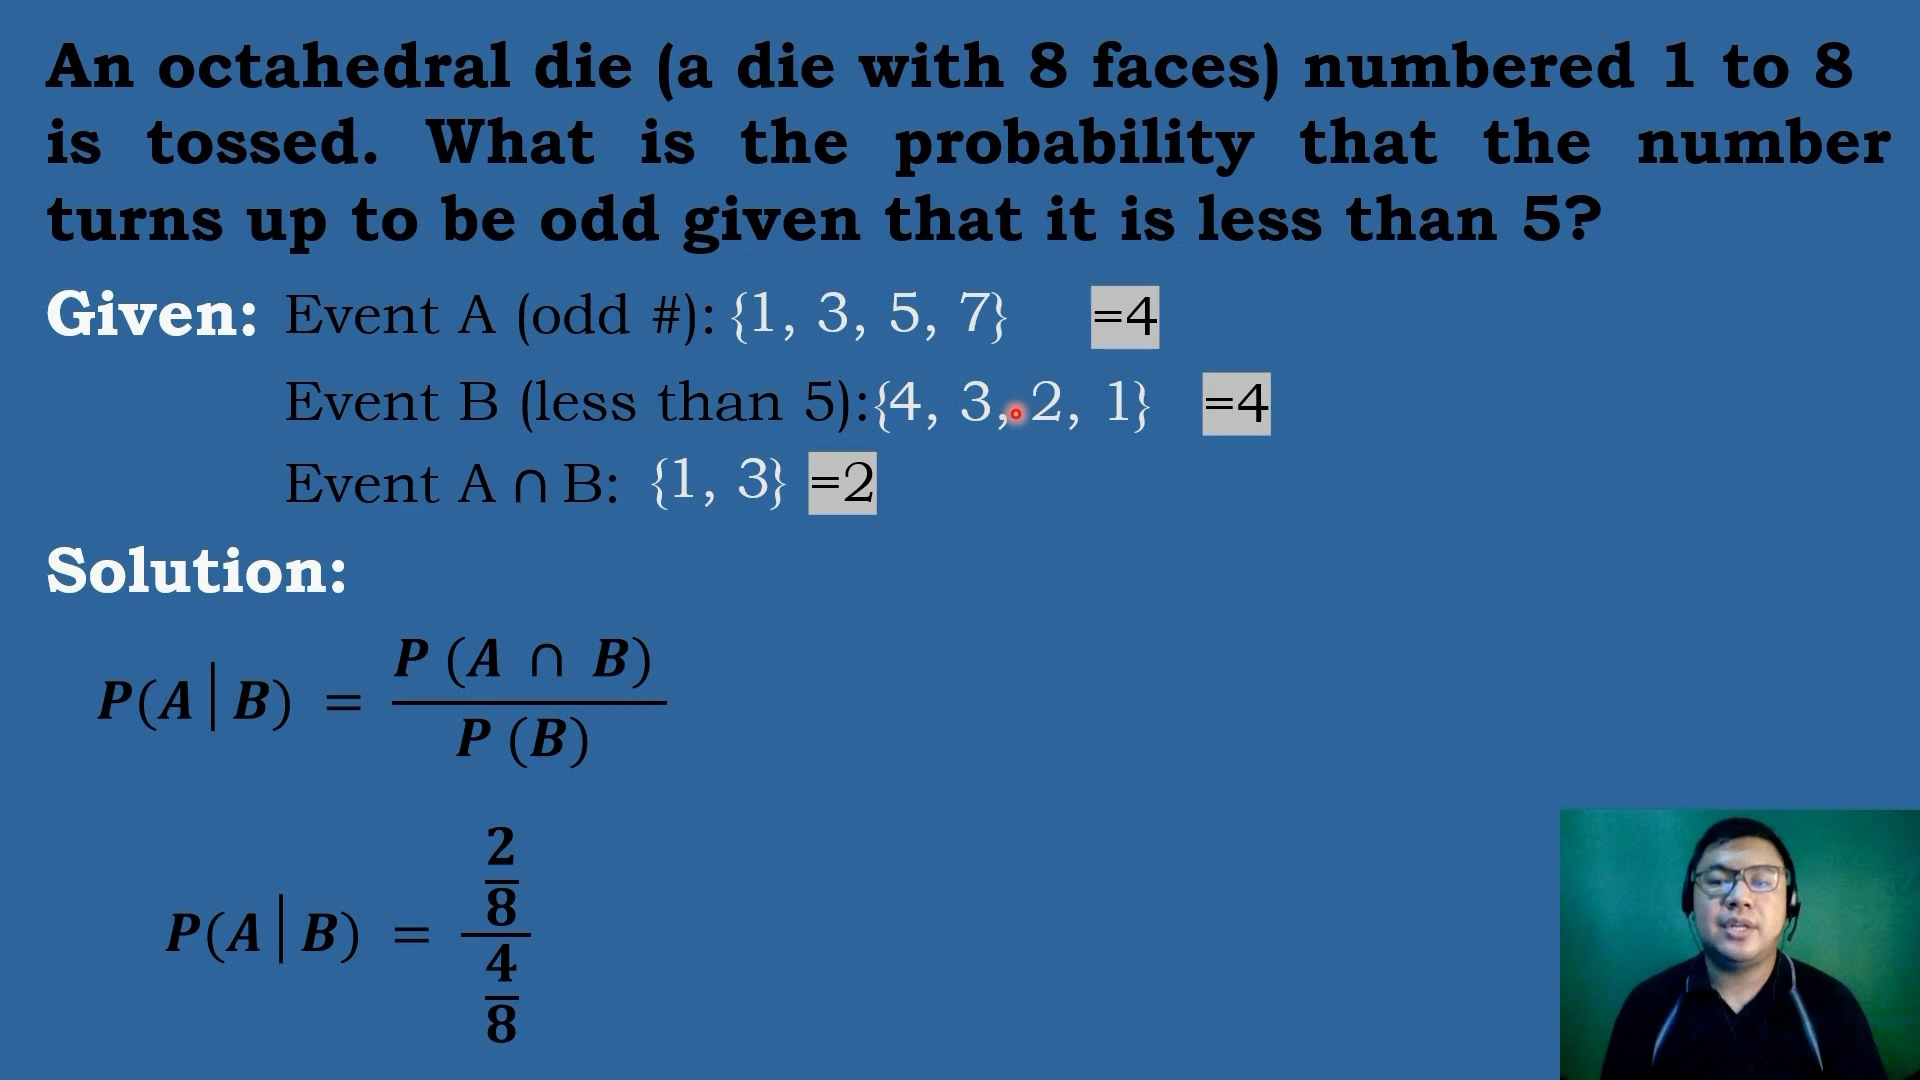 An octahedral die (a die with 8 faces) numbered 1 to 8
is tossed. What is the probability that the number
turns up to be odd given that it is less than 5?
Given: Event A (odd #): {1, 3, 5, 7} =4
Event B (less than 5):{4, 3, 2, 1} =4
Event A ∩ B: {1, 3} =2
Solution:
P(A|B) = P (A ∩ B) / P (B)
P(A|B) = 2/8 / 4/8